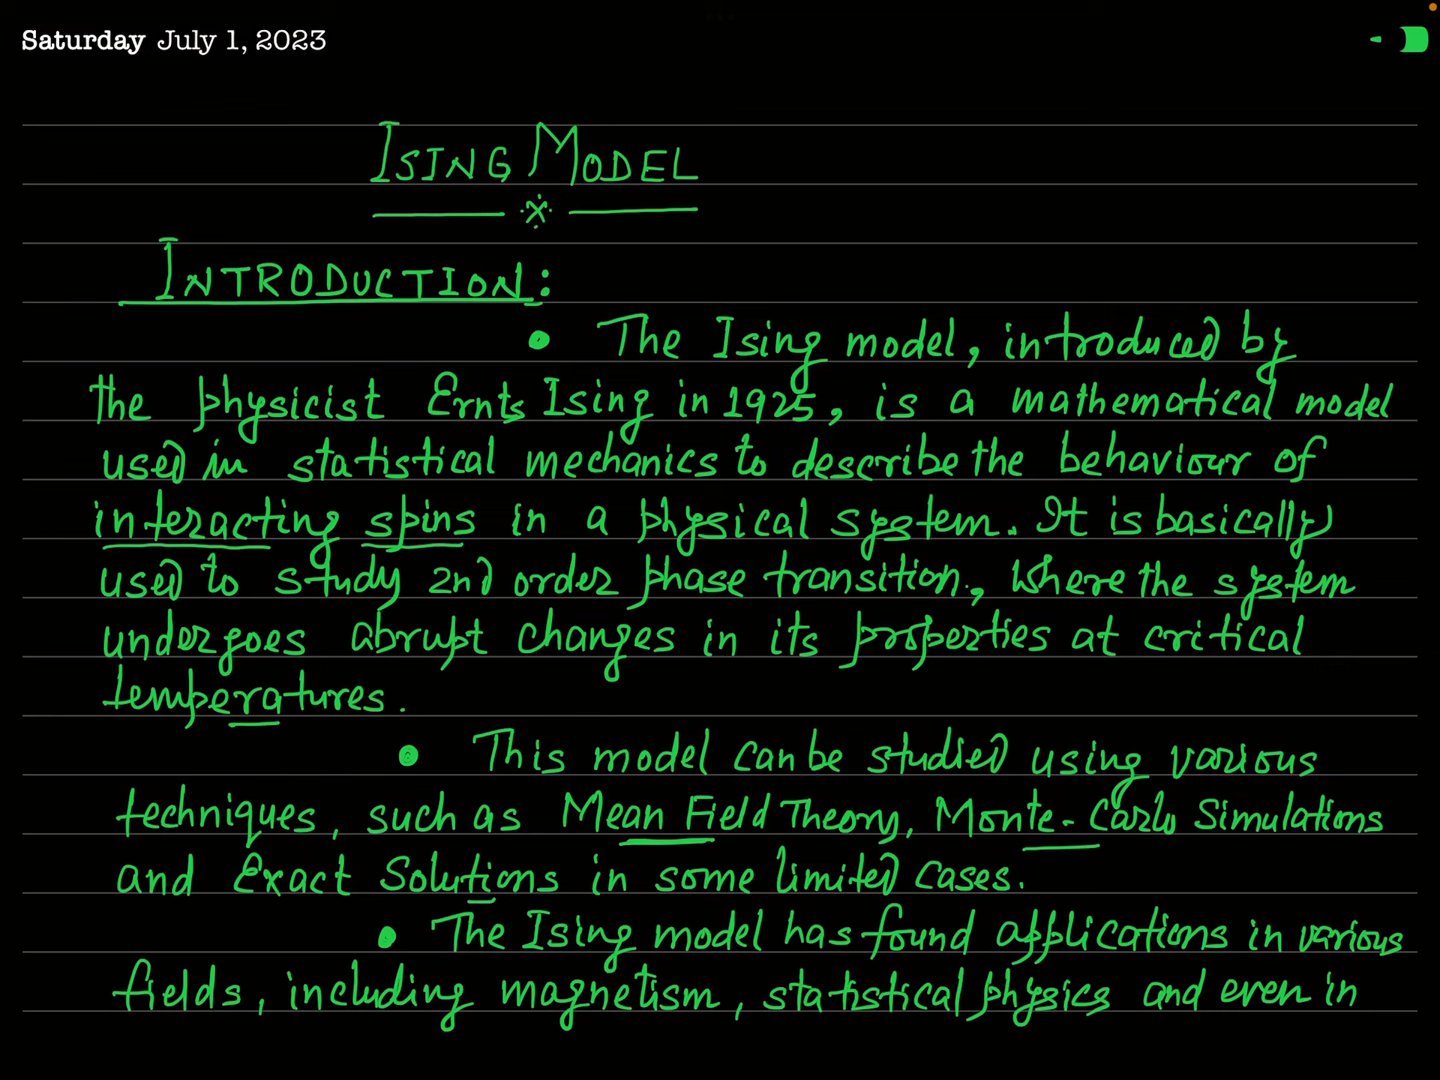 Saturday July 1, 2023
ISING MODEL
INTRODUCTION:
• The Ising model, introduced by
the physicist Ernts Ising in 1925, is a mathematical model
used in statistical mechanics to describe the behaviour of
interacting spins in a physical system. It is basically
used to study 2nd order phase transition, where the system
undergoes abrupt changes in its properties at critical
temperatures.
• This model can be studied using various
techniques, such as Mean Field Theory, Monte-Carlo Simulations
and Exact Solutions in some limited cases.
• The Ising model has found applications in various
fields, including magnetism, statistical physics and even in